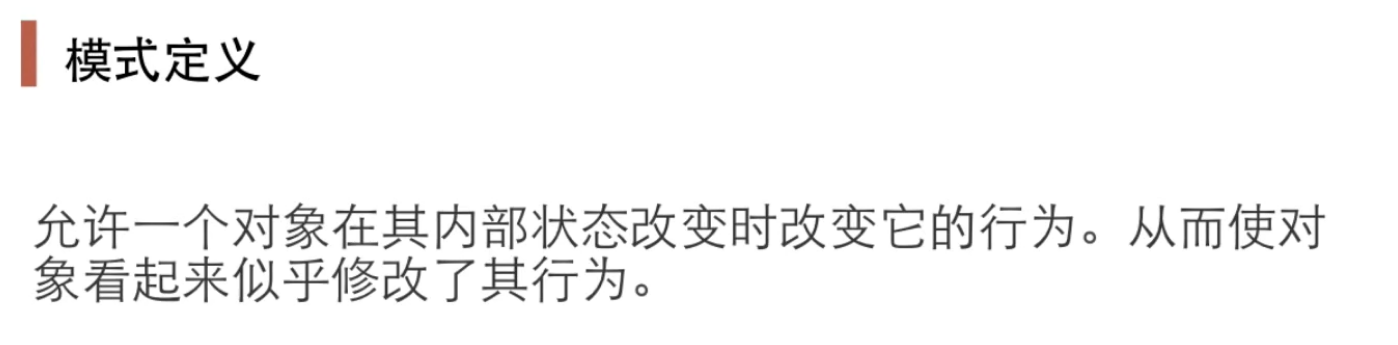 模式定义
允许一个对象在其内部状态改变时改变它的行为。从而使对
象看起来似乎修改了其行为。